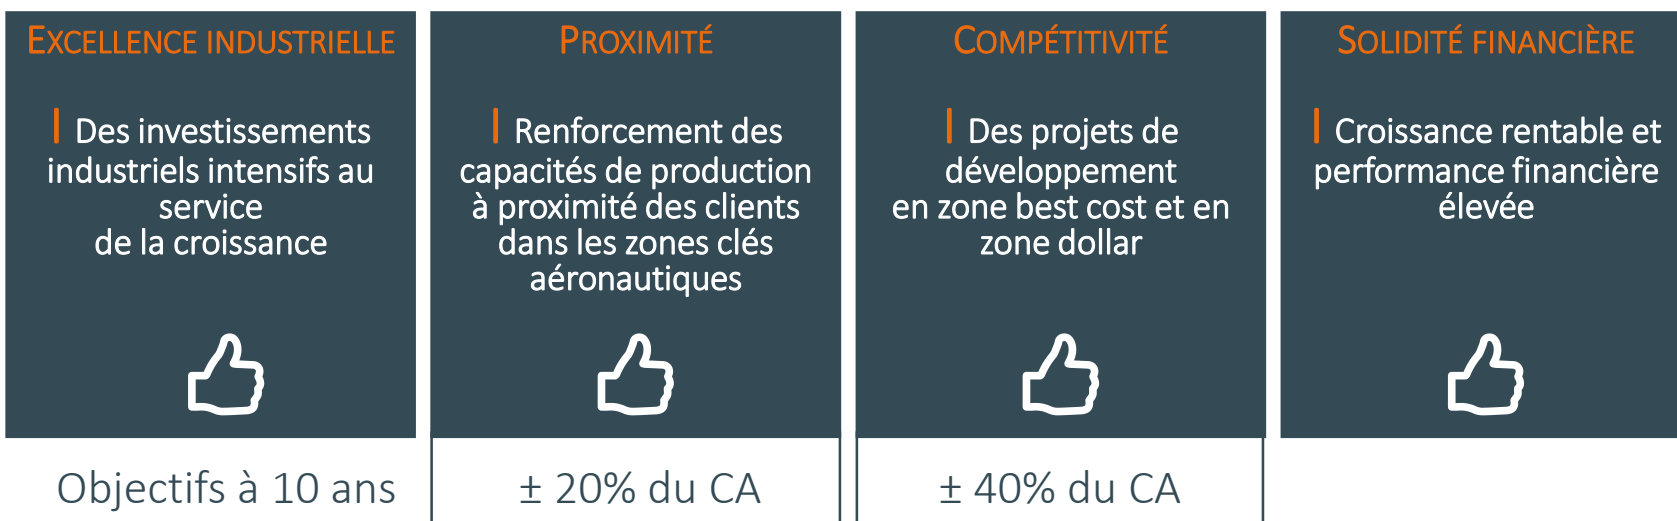 EXCELLENCE INDUSTRIELLE
Des investissements
industriels intensifs au
service
de la croissance
PROXIMITÉ
Renforcement des
capacités de production
à proximité des clients
dans les zones clés
aéronautiques
COMPÉTITIVITÉ
Des projets de
développement
en zone best cost et en
zone dollar
SOLIDITÉ FINANCIÈRE
Croissance rentable et
performance financière
élevée
Objectifs à 10 ans
± 20% du CA
± 40% du CA